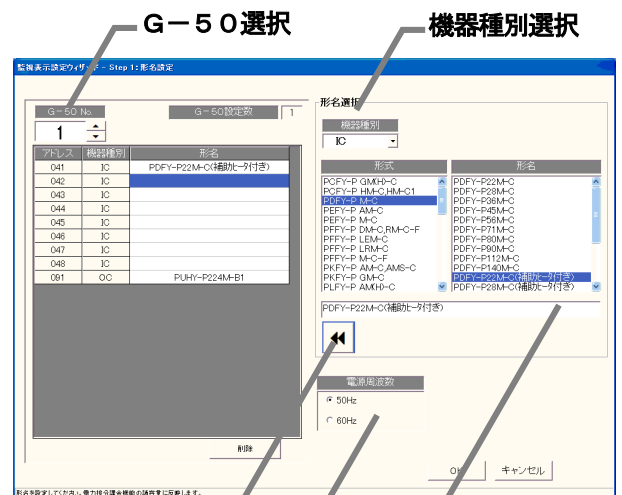 G－50選択
機器種別選択
監視表示設定ウィザード - Step 1: 形名設定
G－50 No.
G－50設定数
1
1
アドレス 機器種別 形名
041 IC PDFY-P22M-C(補助ヒータ付き)
042 IC
043 IC
044 IC
045 IC
046 IC
047 IC
048 IC
091 OC PUHY-P224M-B1
削除
形名選択
機器種別
IC
形式
PCFY-P GM(H)-C
PCFY-P HM-C,HM-C1
PDFY-P M-C
PEFY-P AM-C
PEFY-P M-C
PFFY-P DM-C,RM-C-F
PFFY-P LEM-C
PFFY-P LRM-C
PFFY-P M-C-F
PKFY-P AM-C,AMS-C
PKFY-P GM-C
PLFY-P AM(H)-C
形名
PDFY-P22M-C
PDFY-P28M-C
PDFY-P36M-C
PDFY-P45M-C
PDFY-P56M-C
PDFY-P71M-C
PDFY-P80M-C
PDFY-P90M-C
PDFY-P112M-C
PDFY-P140M-C
PDFY-P22M-C(補助ヒータ付き)
PDFY-P28M-C(補助ヒータ付き)
PDFY-P22M-C(補助ヒータ付き)
電源周波数
50Hz
60Hz
OK
キャンセル